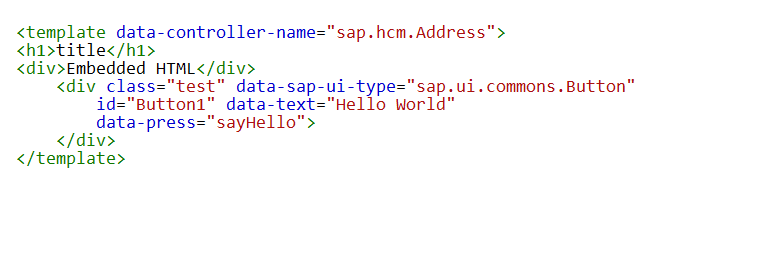 <template data-controller-name="sap.hcm.Address">
<h1>title</h1>
<div>Embedded HTML</div>
    <div class="test" data-sap-ui-type="sap.ui.commons.Button"
        id="Button1" data-text="Hello World"
        data-press="sayHello">
    </div>
</template>